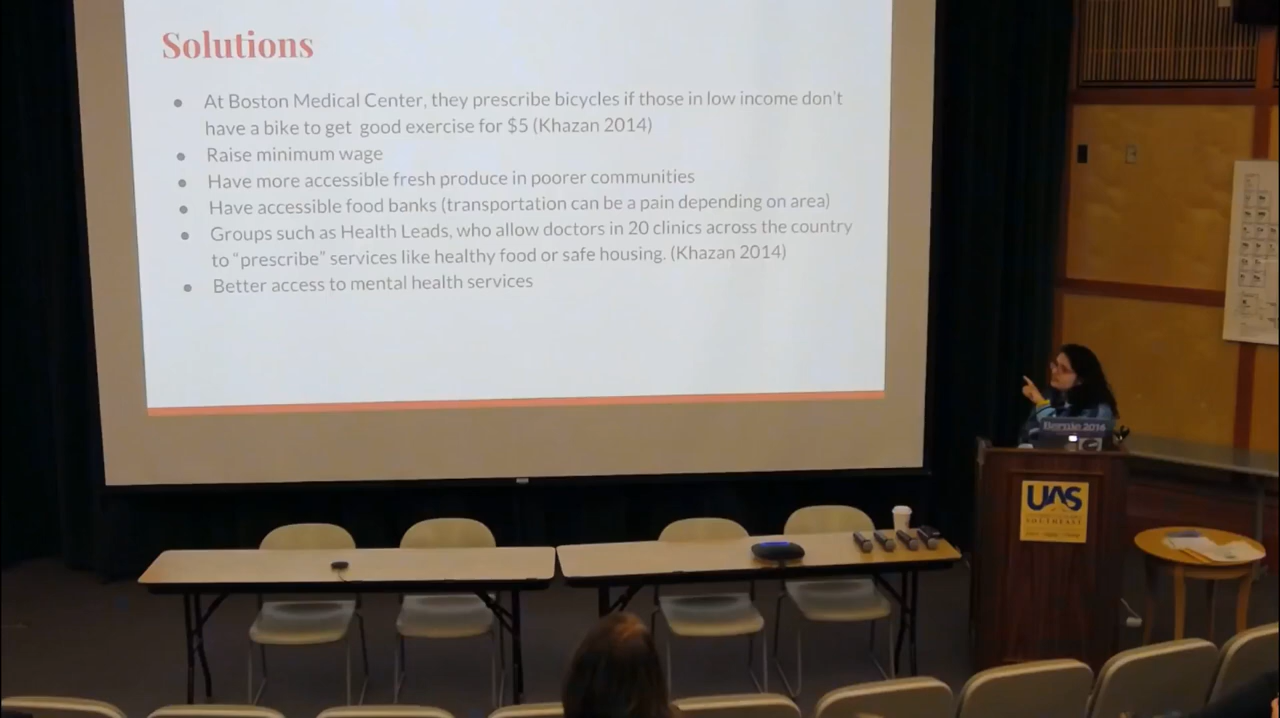 Solutions
At Boston Medical Center, they prescribe bicycles if those in low income don't
have a bike to get good exercise for $5 (Khazan 2014)
Raise minimum wage
Have more accessible fresh produce in poorer communities
Have accessible food banks (transportation can be a pain depending on area)
Groups such as Health Leads, who allow doctors in 20 clinics across the country
to “prescribe” services like healthy food or safe housing. (Khazan 2014)
Better access to mental health services
Bernie 2016
UAS
SOUTHEAST